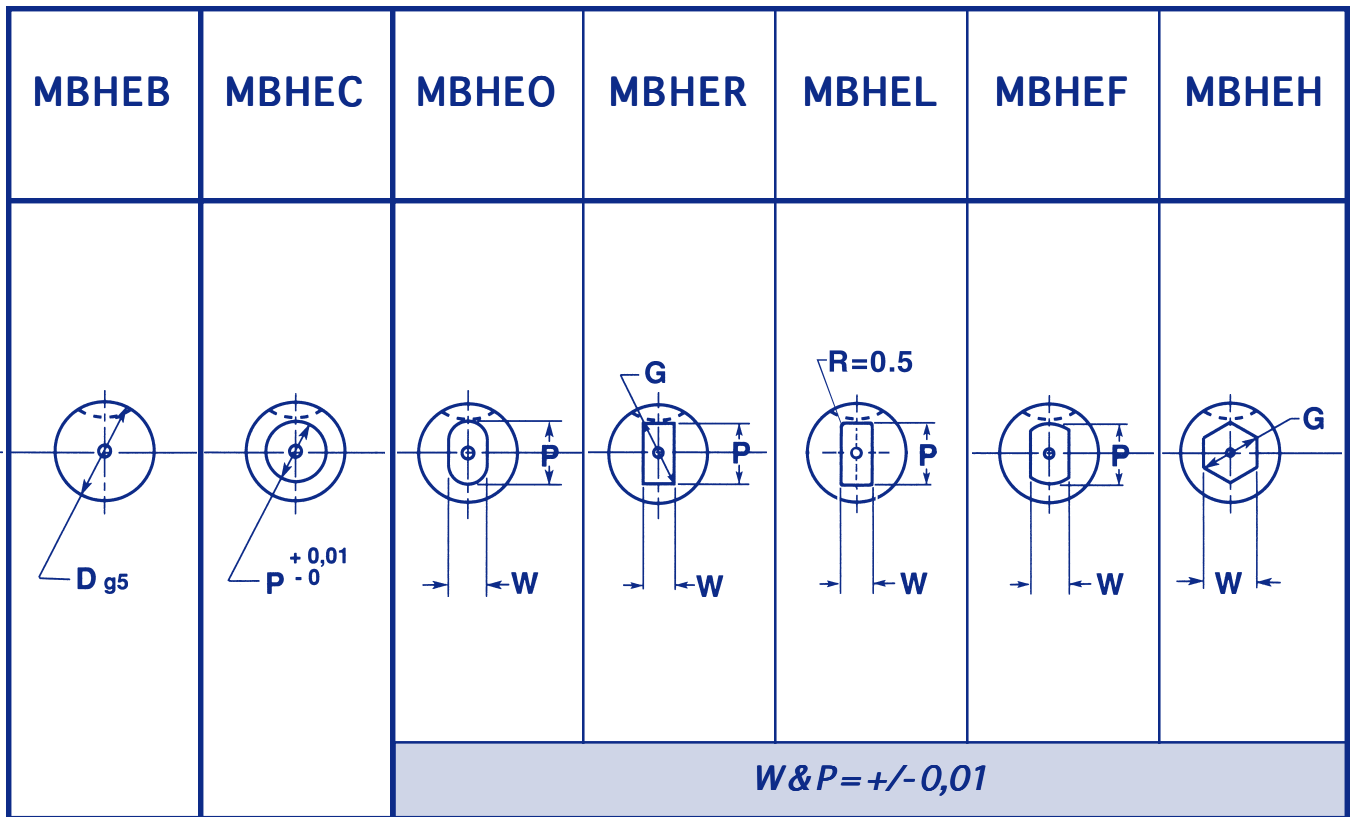 MBHEB MBHEC MBHEO MBHER MBHEL MBHEF MBHEH
D g5
P + 0,01 - 0
P
W
G
P
W
R=0.5
P
W
P
W
G
W
W & P = +/- 0,01